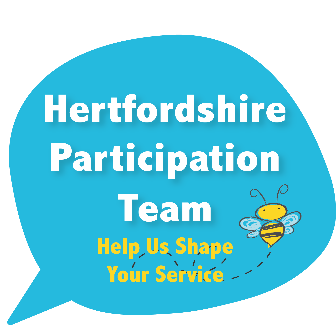 Hertfordshire
Participation
Team
Help Us Shape
Your Service